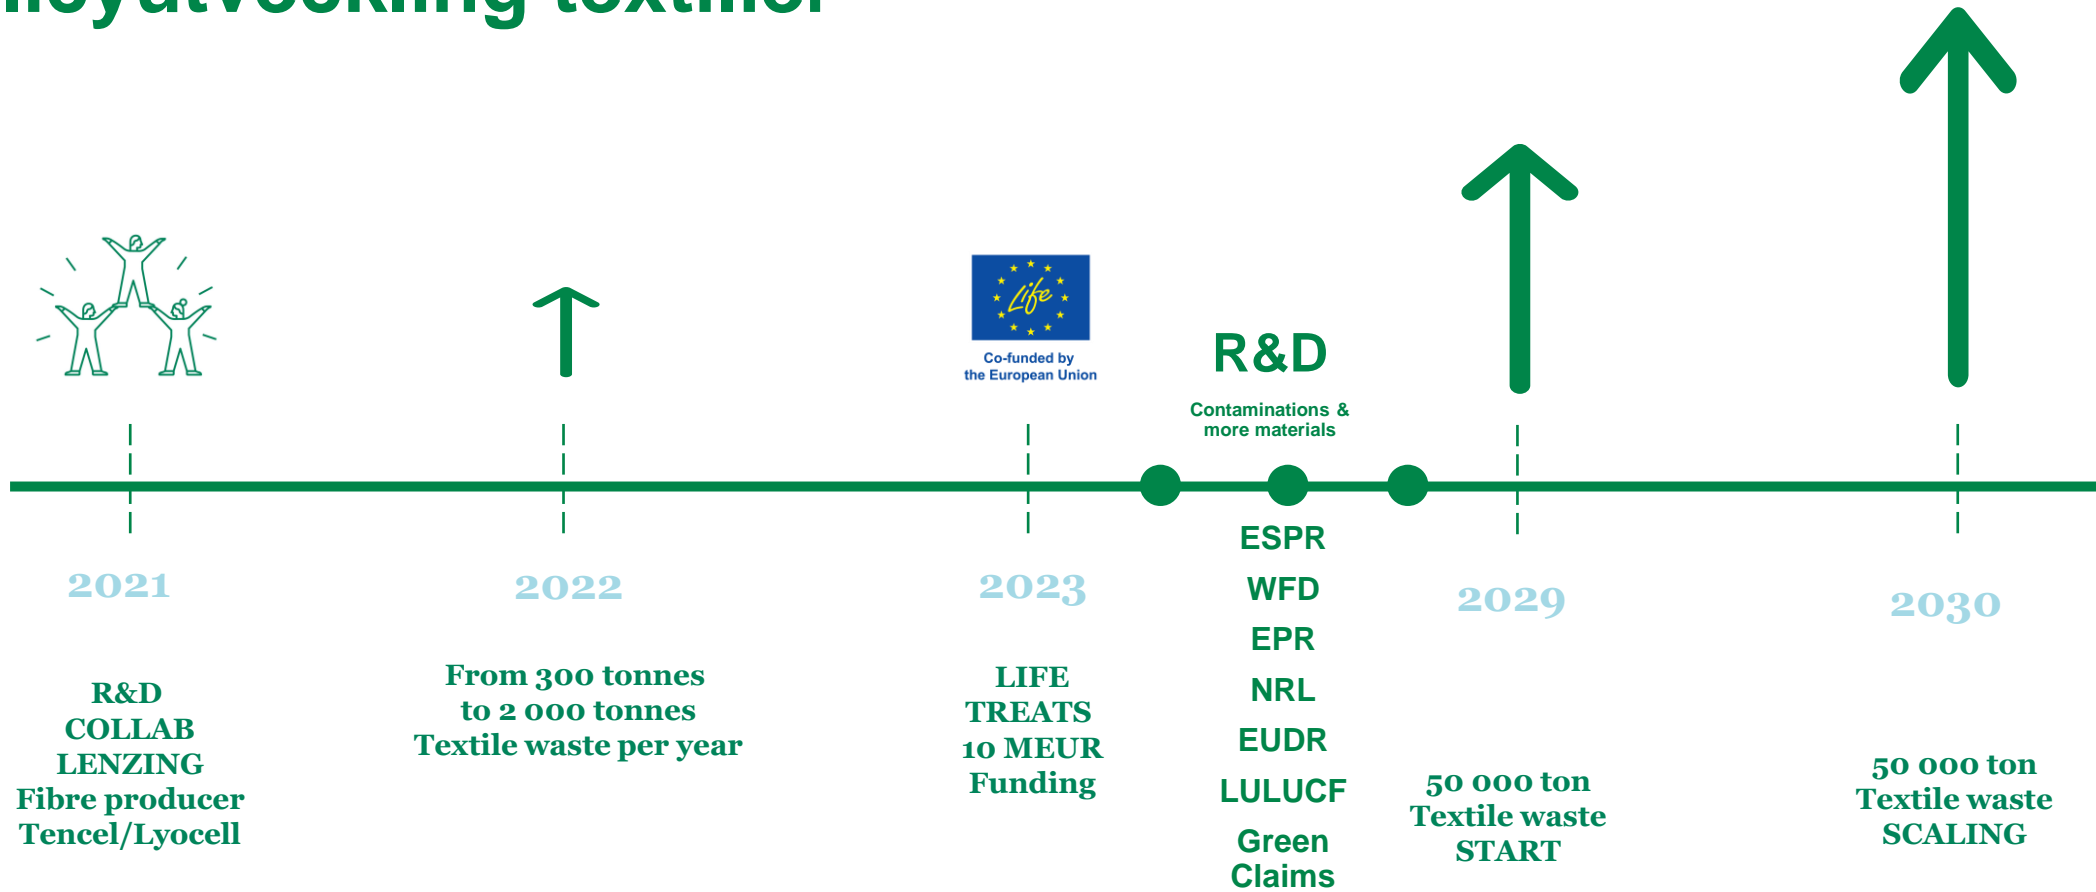 textilier
Life
Co-funded by
the European Union
R&D
Contaminations &
more materials
2021
R&D
COLLAB
LENZING
Fibre producer
Tencel/Lyocell
2022
From 300 tonnes
to 2 000 tonnes
Textile waste per year
2023
LIFE
TREATS
10 MEUR
Funding
ESPR
WFD
EPR
NRL
EUDR
LULUCF
Green
Claims
2029
50 000 ton
Textile waste
START
2030
50 000 ton
Textile waste
SCALING